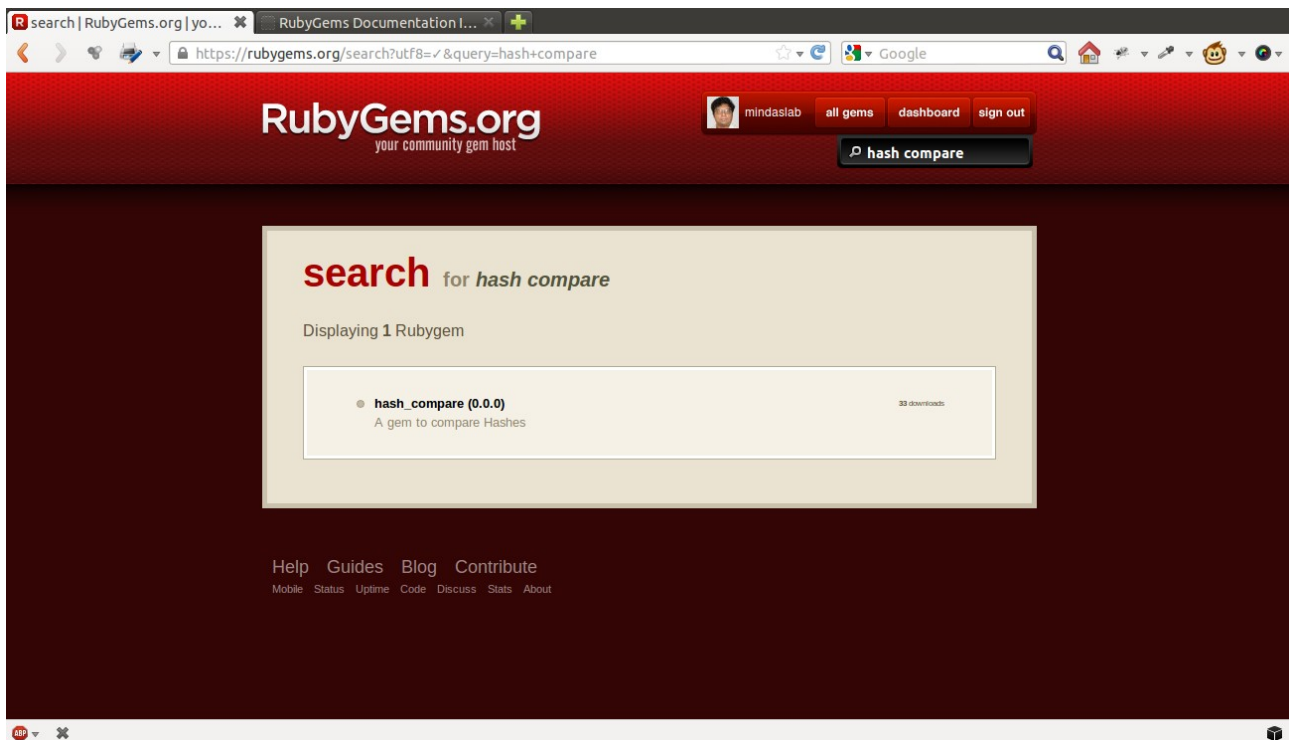 R search | RubyGems.org | yo...
RubyGems Documentation I...
https://rubygems.org/search?utf8=✓&query=hash+compare
Google
RubyGems.org
your community gem host
mindaslab all gems dashboard sign out
hash compare
search for hash compare
Displaying 1 Rubygem
hash_compare (0.0.0)
33 downloads
A gem to compare Hashes
Help Guides Blog Contribute
Mobile Status Uptime Code Discuss Stats About
ABP